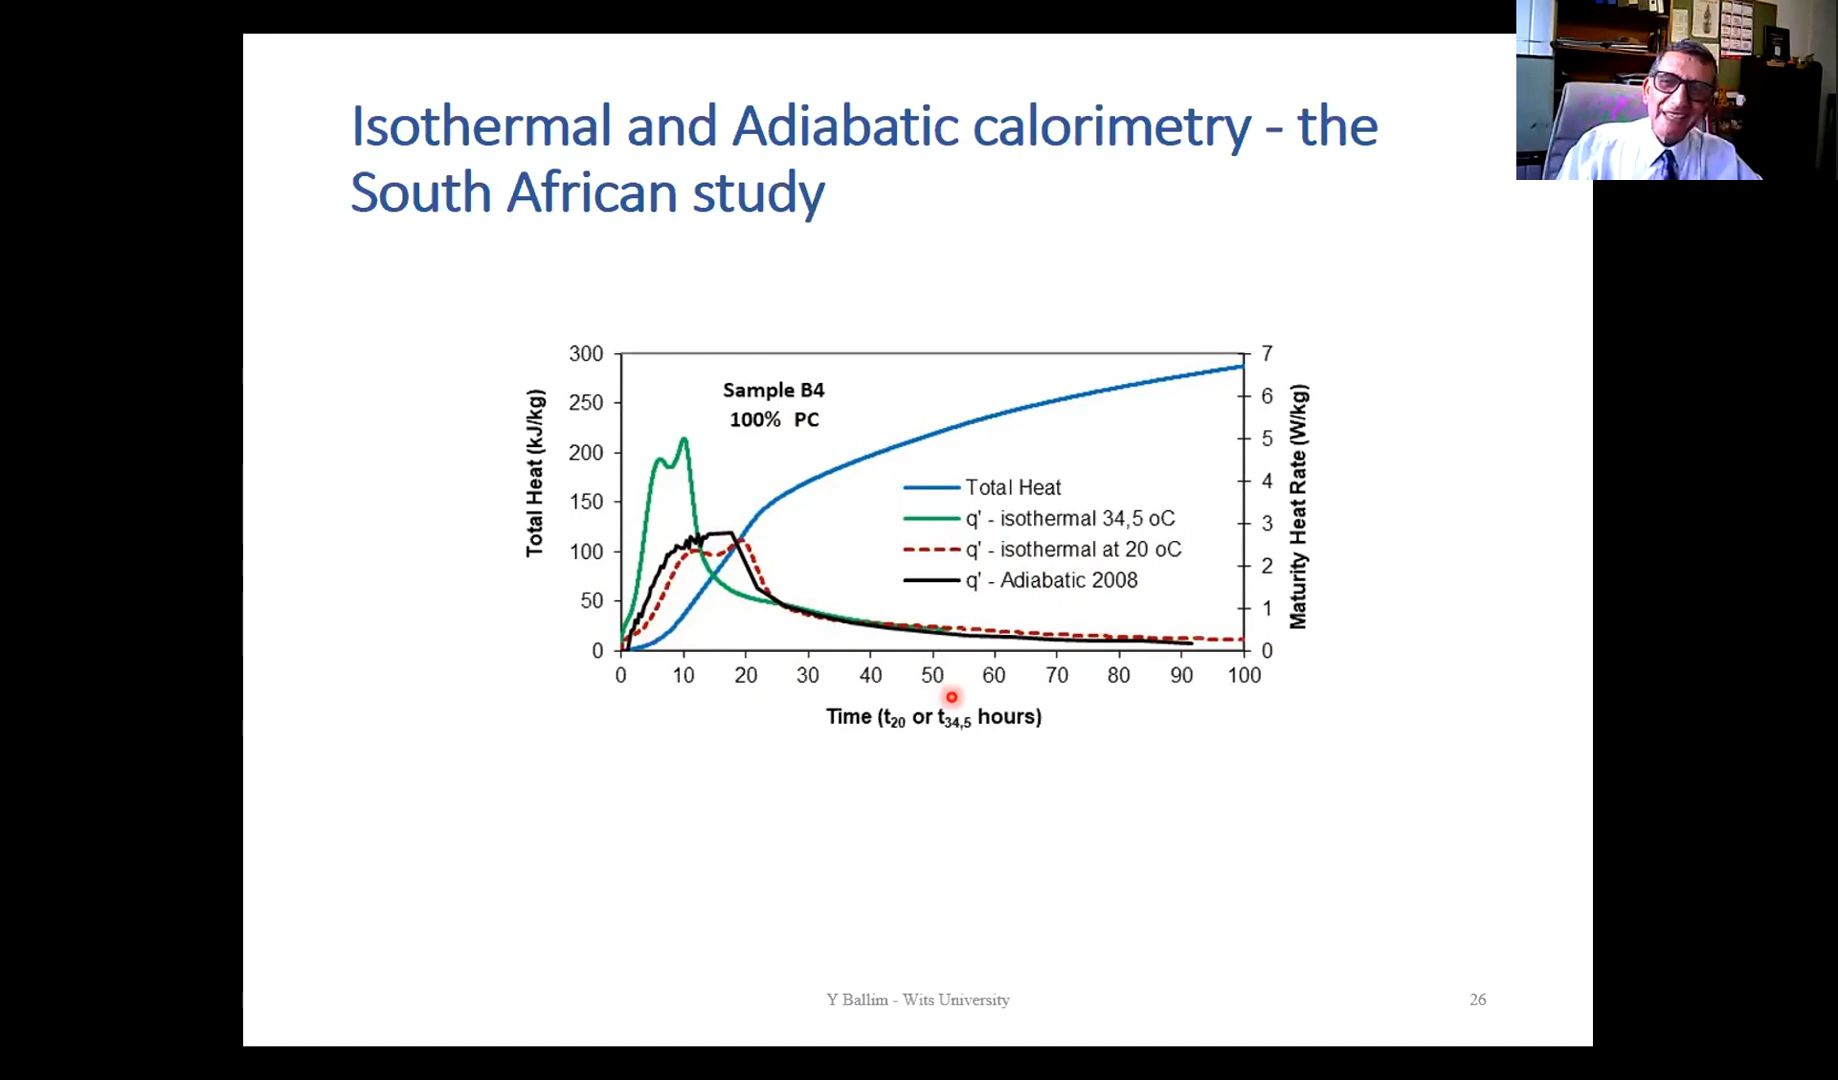 Isothermal and Adiabatic calorimetry - the
South African study
300
250
200
150
100
50
0
Total Heat (kJ/kg)
Sample B4
100% PC
Total Heat
q' - isothermal 34,5 oC
q' - isothermal at 20 oC
q' - Adiabatic 2008
7
6
5
4
3
2
1
0
Maturity Heat Rate (W/kg)
0 10 20 30 40 50 60 70 80 90 100
Time (t20 or t34,5 hours)
Y Ballim - Wits University
26